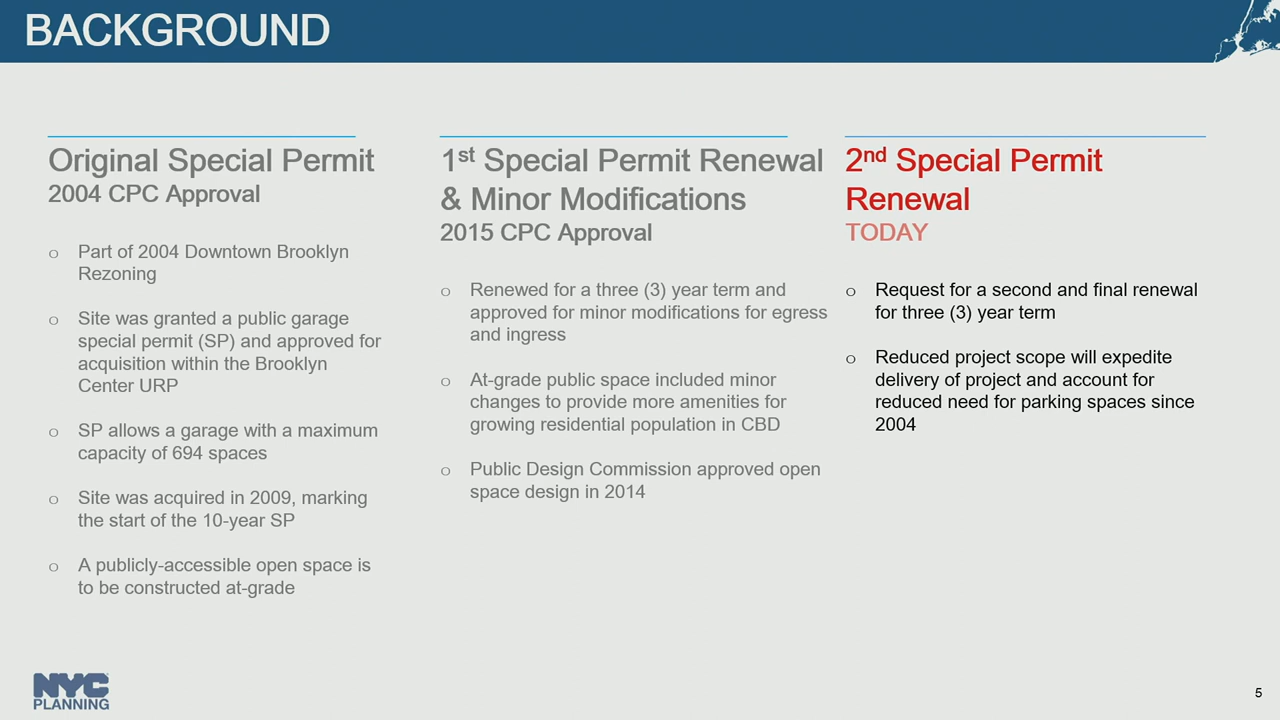 BACKGROUND
Original Special Permit
2004 CPC Approval
o Part of 2004 Downtown Brooklyn
Rezoning
o Site was granted a public garage
special permit (SP) and approved for
acquisition within the Brooklyn
Center URP
o SP allows a garage with a maximum
capacity of 694 spaces
o Site was acquired in 2009, marking
the start of the 10-year SP
o A publicly-accessible open space is
to be constructed at-grade
1st Special Permit Renewal
& Minor Modifications
2015 CPC Approval
o Renewed for a three (3) year term and
approved for minor modifications for egress
and ingress
o At-grade public space included minor
changes to provide more amenities for
growing residential population in CBD
o Public Design Commission approved open
space design in 2014
2nd Special Permit
Renewal
TODAY
o Request for a second and final renewal
for three (3) year term
o Reduced project scope will expedite
delivery of project and account for
reduced need for parking spaces since
2004
NYC
PLANNING
5